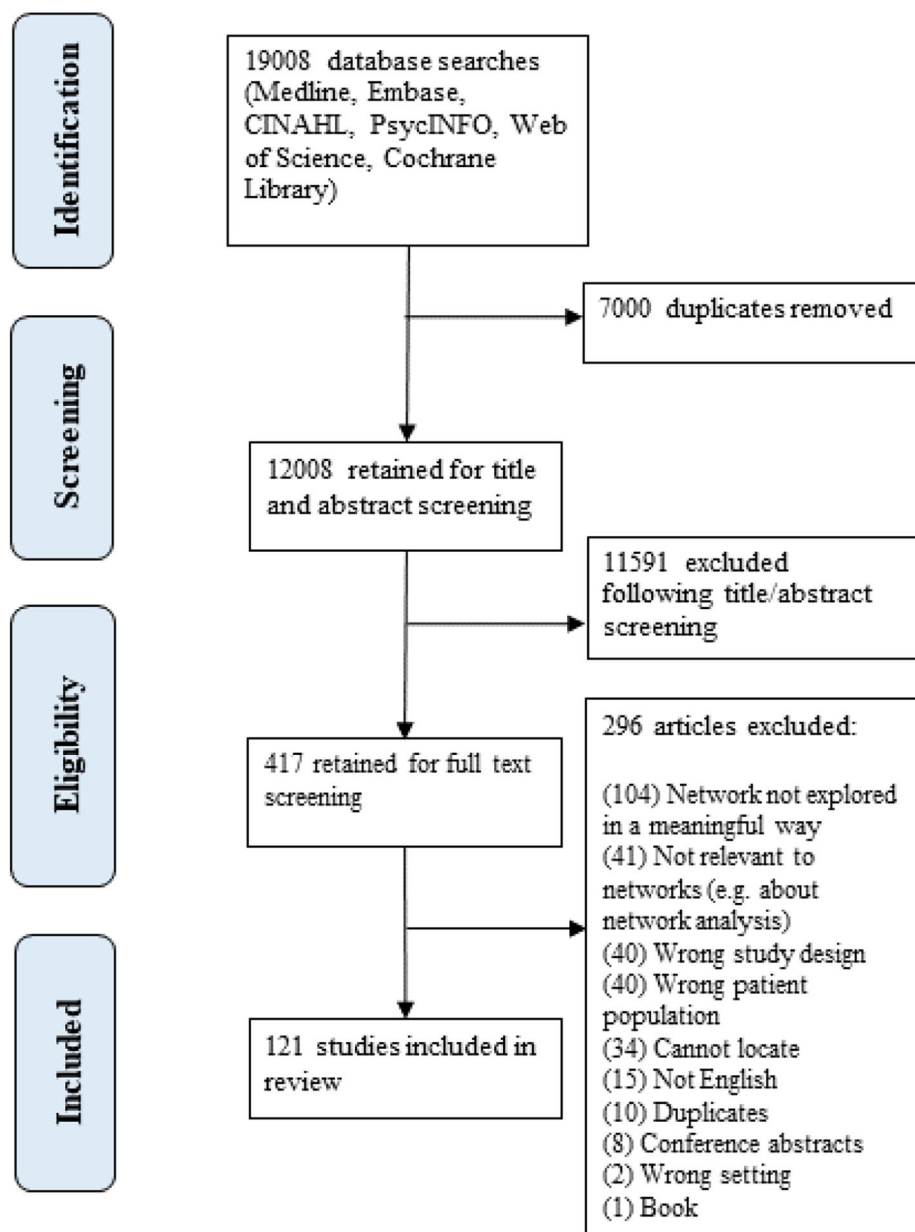 Identification
19008 database searches
(Medline, Embase,
CINAHL, PsycINFO, Web
of Science, Cochrane
Library)
7000 duplicates removed
Screening
12008 retained for title
and abstract screening
11591 excluded
following title/abstract
screening
Eligibility
417 retained for full text
screening
296 articles excluded:
(104) Network not explored
in a meaningful way
(41) Not relevant to
networks (e.g. about
network analysis)
(40) Wrong study design
(40) Wrong patient
population
(34) Cannot locate
(15) Not English
(10) Duplicates
(8) Conference abstracts
(2) Wrong setting
(1) Book
Included
121 studies included in
review